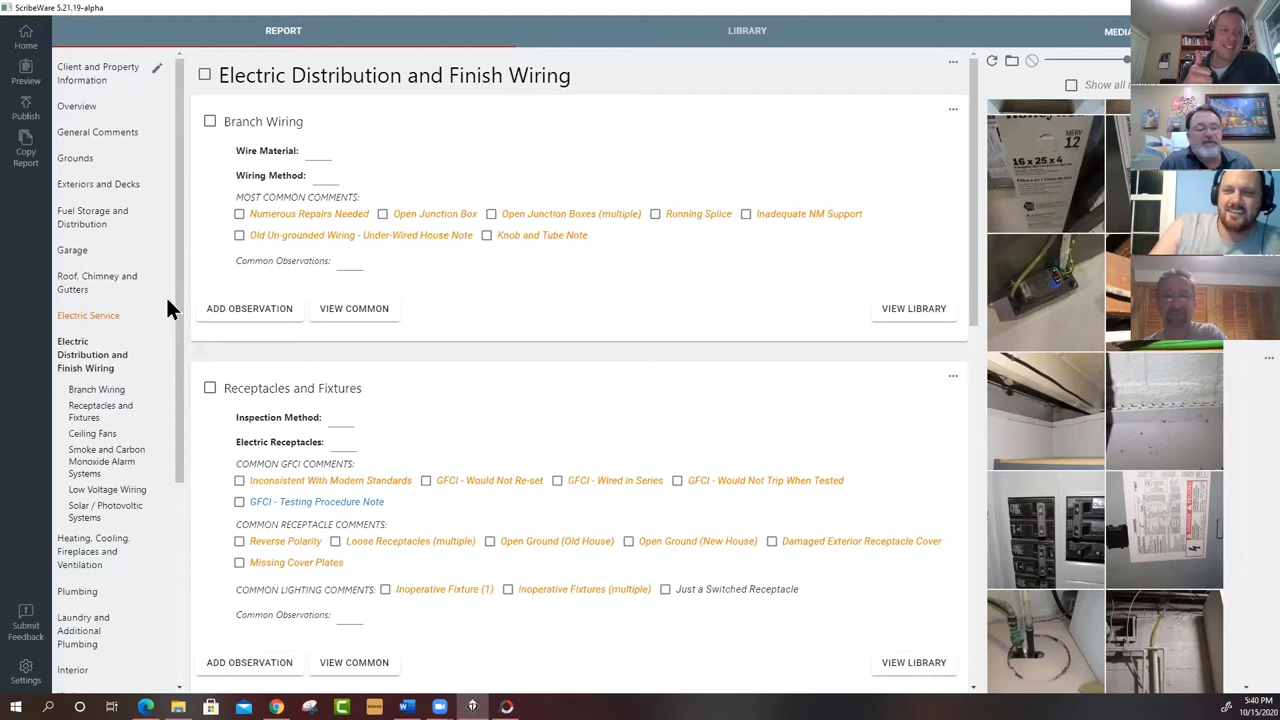 ScribeWare 5.21.19-alpha
Home
Preview
Publish
Copy
Report
Submit
Feedback
Settings
REPORT
LIBRARY
MEDIA
Client and Property
Information
Overview
General Comments
Grounds
Exteriors and Decks
Fuel Storage and
Distribution
Garage
Roof, Chimney and
Gutters
Electric Service
Electric
Distribution and
Finish Wiring
Branch Wiring
Receptacles and
Fixtures
Ceiling Fans
Smoke and Carbon
Monoxide Alarm
Systems
Low Voltage Wiring
Solar / Photovoltic
Systems
Heating, Cooling,
Fireplaces and
Ventilation
Plumbing
Laundry and
Additional
Plumbing
Interior
Electric Distribution and Finish Wiring
Branch Wiring
Wire Material:
Wiring Method:
MOST COMMON COMMENTS:
Numerous Repairs Needed Open Junction Box Open Junction Boxes (multiple) Running Splice Inadequate NM Support
Old Un-grounded Wiring - Under-Wired House Note Knob and Tube Note
Common Observations:
ADD OBSERVATION VIEW COMMON VIEW LIBRARY
Receptacles and Fixtures
Inspection Method:
Electric Receptacles:
COMMON GFCI COMMENTS:
Inconsistent With Modern Standards GFCI - Would Not Re-set GFCI - Wired in Series GFCI - Would Not Trip When Tested
GFCI - Testing Procedure Note
COMMON RECEPTACLE COMMENTS:
Reverse Polarity Loose Receptacles (multiple) Open Ground (Old House) Open Ground (New House) Damaged Exterior Receptacle Cover
Missing Cover Plates
COMMON LIGHTING COMMENTS: Inoperative Fixture (1) Inoperative Fixtures (multiple) Just a Switched Receptacle
Common Observations:
ADD OBSERVATION VIEW COMMON VIEW LIBRARY
Show all
MERV
12
16 x 25 x 4
5:40 PM
10/15/2020